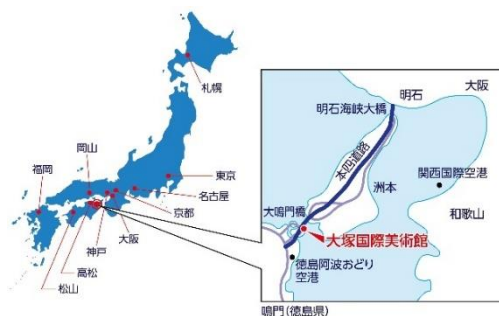 札幌
岡山
福岡
東京
名古屋
京都
大阪
神戸
高松
松山
大阪
明石
明石海峡大橋
本四道路
関西国際空港
洲本
和歌山
大鳴門橋
大塚国際美術館
徳島阿波おどり
空港
鳴門(徳島県)